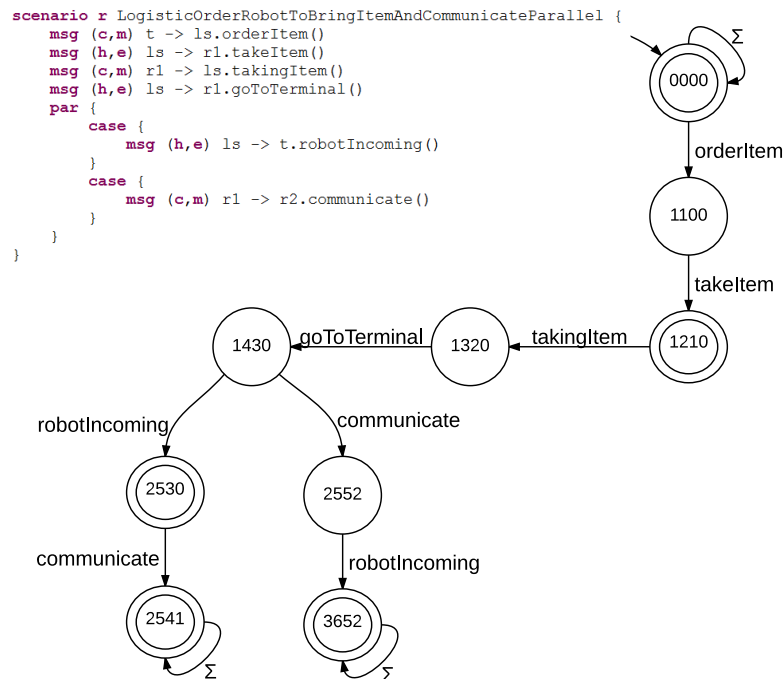 scenario r LogisticOrderRobotToBringItemAndCommunicateParallel {
msg (c,m) t -> ls.orderItem()
msg (h,e) ls -> r1.takeItem()
msg (c,m) r1 -> ls.takingItem()
msg (h,e) ls -> r1.goToTerminal()
par {
case {
msg (h,e) ls -> t.robotIncoming()
}
case {
msg (c,m) r1 -> r2.communicate()
}
}
}
Σ
0000
orderItem
1100
takeItem
1430
goToTerminal
1320
takingItem
1210
robotIncoming
communicate
2530
2552
communicate
robotIncoming
2541
3652
Σ
Σ